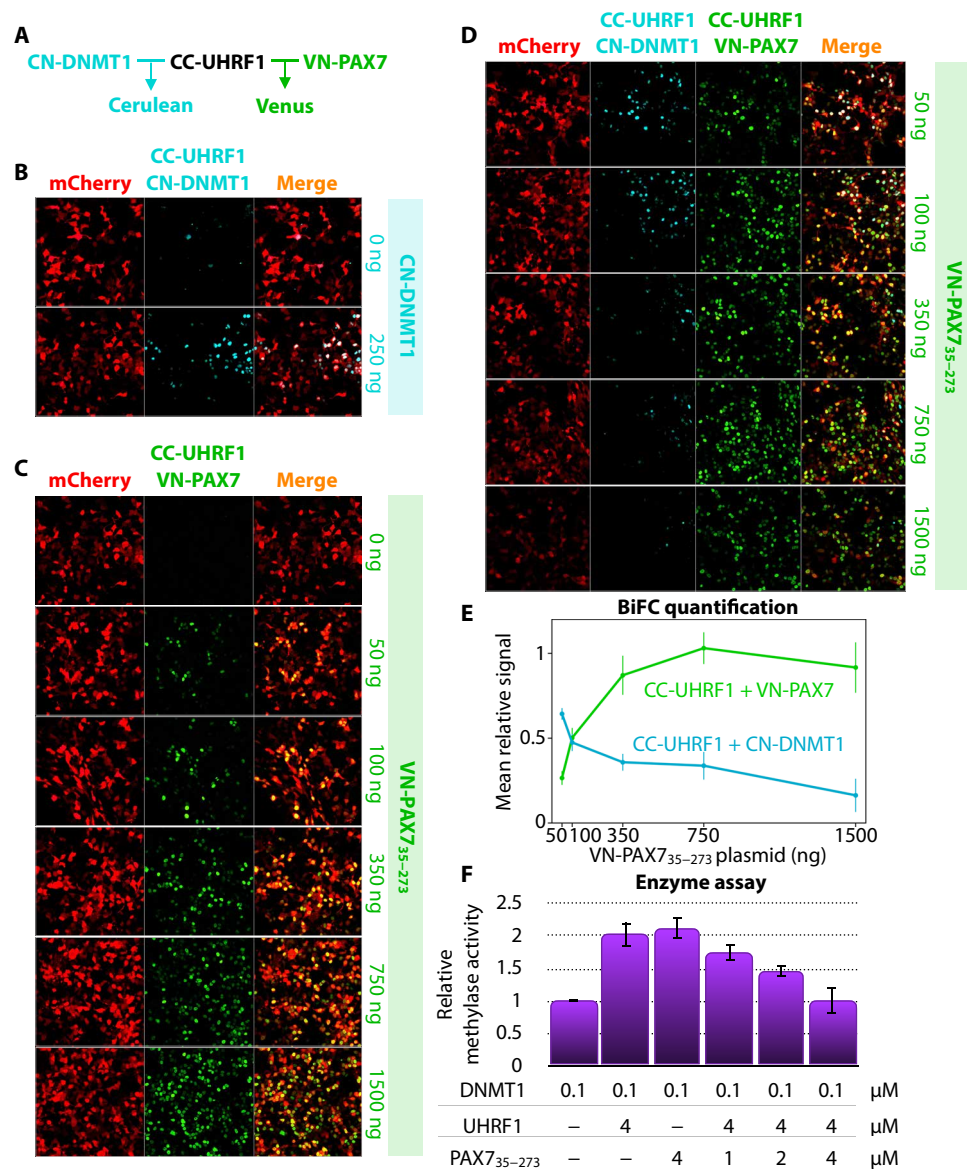 A
CN-DNMT1 CC-UHRF1 VN-PAX7
Cerulean Venus
B
CC-UHRF1
mCherry CN-DNMT1 Merge
0 ng
250 ng
CN-DNMT1
C
CC-UHRF1
mCherry VN-PAX7 Merge
0 ng
50 ng
100 ng
350 ng
750 ng
1500 ng
VN-PAX7₃₅₋₂₇₃
D
CC-UHRF1 CC-UHRF1
mCherry CN-DNMT1 VN-PAX7 Merge
50 ng
100 ng
350 ng
750 ng
1500 ng
VN-PAX7₃₅₋₂₇₃
E
BiFC quantification
Mean relative signal
1
0.5
0
CC-UHRF1 + VN-PAX7
CC-UHRF1 + CN-DNMT1
50 100 350 750 1500
VN-PAX7₃₅₋₂₇₃ plasmid (ng)
F
Enzyme assay
Relative
methylase activity
2.5
2
1.5
1
0.5
0
DNMT1 0.1 0.1 0.1 0.1 0.1 0.1 µM
UHRF1 – 4 – 4 4 4 µM
PAX7₃₅₋₂₇₃ – – 4 1 2 4 µM